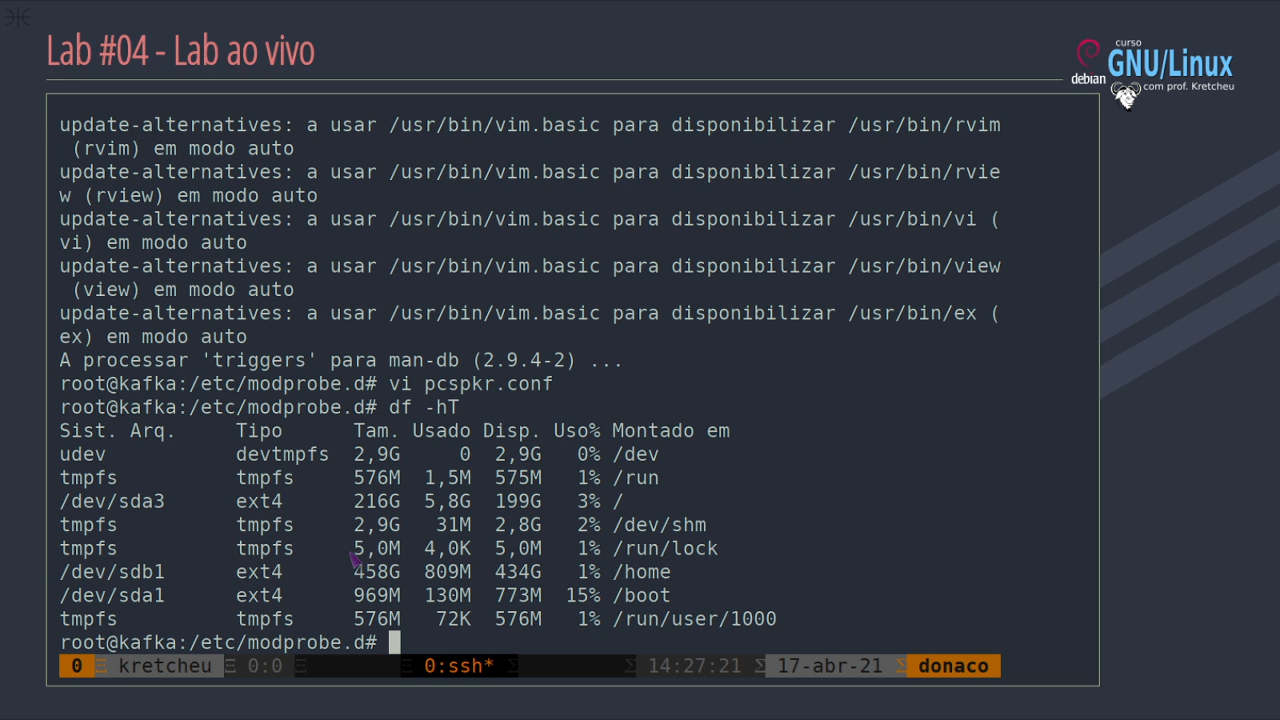 Lab #04 - Lab ao vivo
curso
GNU/Linux
debian
com prof. Kretcheu
update-alternatives: a usar /usr/bin/vim.basic para disponibilizar /usr/bin/rvim
(rvim) em modo auto
update-alternatives: a usar /usr/bin/vim.basic para disponibilizar /usr/bin/rvie
w (rview) em modo auto
update-alternatives: a usar /usr/bin/vim.basic para disponibilizar /usr/bin/vi (
vi) em modo auto
update-alternatives: a usar /usr/bin/vim.basic para disponibilizar /usr/bin/view
(view) em modo auto
update-alternatives: a usar /usr/bin/vim.basic para disponibilizar /usr/bin/ex (
ex) em modo auto
A processar 'triggers' para man-db (2.9.4-2) ...
root@kafka:/etc/modprobe.d# vi pcspkr.conf
root@kafka:/etc/modprobe.d# df -hT
Sist. Arq. Tipo Tam. Usado Disp. Uso% Montado em
udev devtmpfs 2,9G 0 2,9G 0% /dev
tmpfs tmpfs 576M 1,5M 575M 1% /run
/dev/sda3 ext4 216G 5,8G 199G 3% /
tmpfs tmpfs 2,9G 31M 2,8G 2% /dev/shm
tmpfs tmpfs 5,0M 4,0K 5,0M 1% /run/lock
/dev/sdb1 ext4 458G 809M 434G 1% /home
/dev/sda1 ext4 969M 130M 773M 15% /boot
tmpfs tmpfs 576M 72K 576M 1% /run/user/1000
root@kafka:/etc/modprobe.d#
0 Ξ kretcheu Ξ 0:0 Ξ 0:ssh* Σ Σ 14:27:21 Σ 17-abr-21 Σ donaco